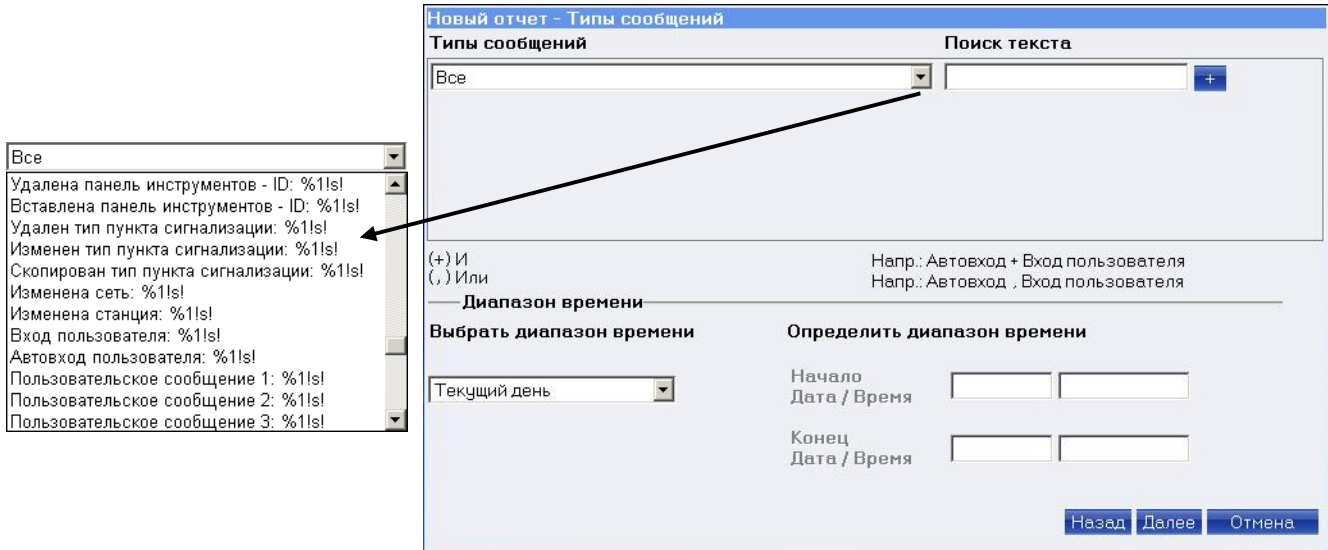 Новый отчет - Типы сообщений
Типы сообщений Поиск текста
Все +
Все
Удалена панель инструментов - ID: %1!s!
Вставлена панель инструментов - ID: %1!s!
Удален тип пункта сигнализации: %1!s!
Изменен тип пункта сигнализации: %1!s!
Скопирован тип пункта сигнализации: %1!s!
Изменена сеть: %1!s!
Изменена станция: %1!s!
Вход пользователя: %1!s!
Автовход пользователя: %1!s!
Пользовательское сообщение 1: %1!s!
Пользовательское сообщение 2: %1!s!
Пользовательское сообщение 3: %1!s!
(+) И Напр.: Автовход + Вход пользователя
(,) Или Напр.: Автовход , Вход пользователя
Диапазон времени
Выбрать диапазон времени Определить диапазон времени
Текущий день
Начало
Дата / Время
Конец
Дата / Время
Назад Далее Отмена